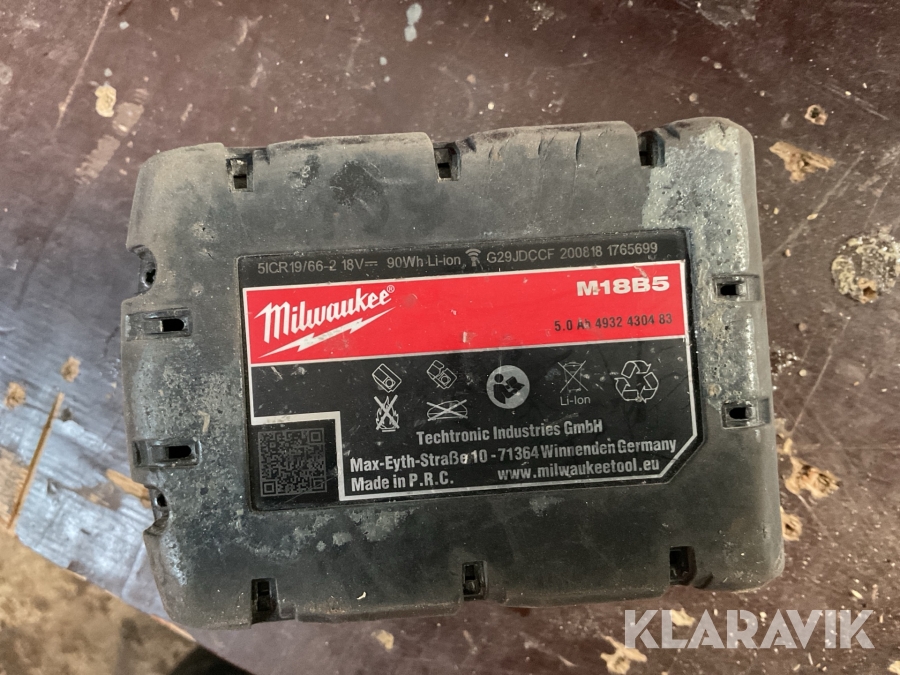 5ICR19/66-2 18V⎓ 90Wh Li-ion G29JDCCF 200818 1765699
Milwaukee®
M18B5
5.0 Ah 4932 4304 83
Li-Ion
Techtronic Industries GmbH
Max-Eyth-Straße 10 - 71364 Winnenden Germany
Made in P.R.C. www.milwaukeetool.eu
KLARAVIK